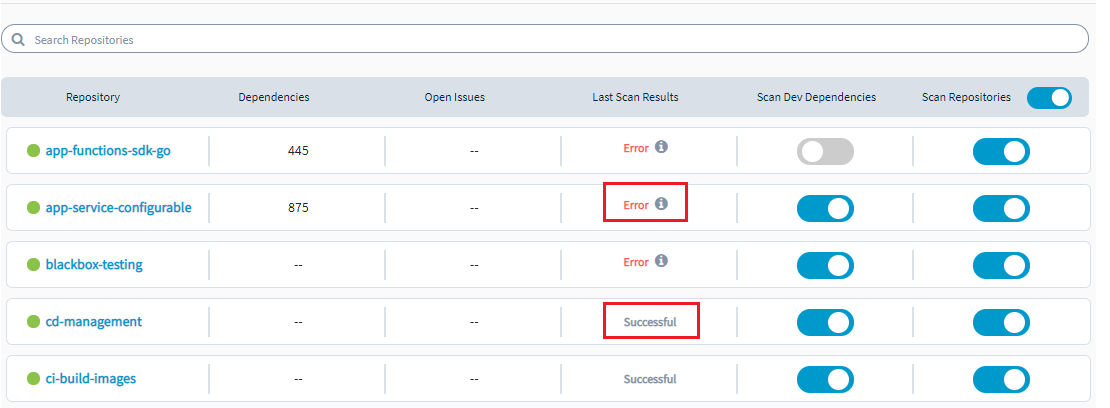 Search Repositories
Repository Dependencies Open Issues Last Scan Results Scan Dev Dependencies Scan Repositories
app-functions-sdk-go 445 -- Error
app-service-configurable 875 -- Error
blackbox-testing -- -- Error
cd-management -- -- Successful
ci-build-images -- -- Successful